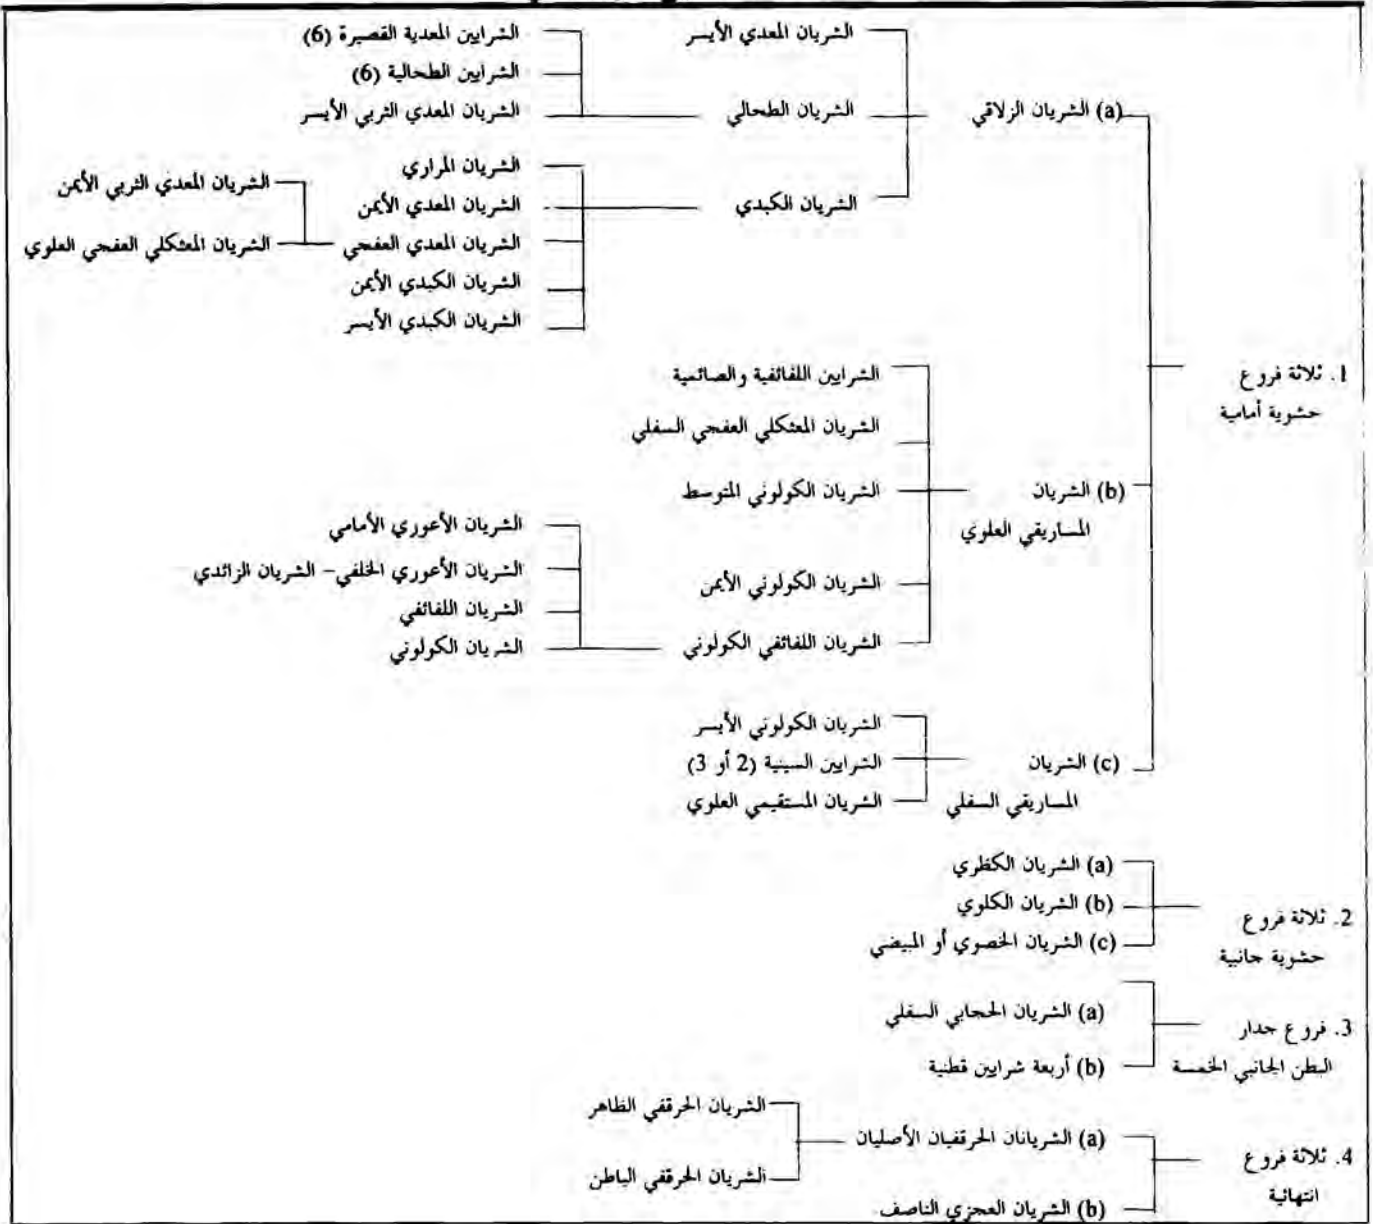 1. ثلاثة فروع
حشوية أمامية
(a) الشريان الزلاقي
الشريان المعدي الأيسر
الشريان الطحالي
الشرايين المعدية القصيرة (6)
الشرايين الطحالية (6)
الشريان المعدي الثربي الأيسر
الشريان الكبدي
الشريان المراري
الشريان المعدي الأيمن
الشريان المعدي العفجي
الشريان المعدي الثربي الأيمن
الشريان المعثكلي العفجي العلوي
الشريان الكبدي الأيمن
الشريان الكبدي الأيسر
(b) الشريان
المساريقي العلوي
الشرايين اللفائفية والصائمية
الشريان المعثكلي العفجي السفلي
الشريان الكولوني المتوسط
الشريان الكولوني الأيمن
الشريان اللفائفي الكولوني
الشريان الأعوري الأمامي
الشريان الأعوري الخلفي – الشريان الزائدي
الشريان اللفائفي
الشريان الكولوني
(c) الشريان
المساريقي السفلي
الشريان الكولوني الأيسر
الشرايين السينية (2 أو 3)
الشريان المستقيمي العلوي
2. ثلاثة فروع
حشوية جانبية
(a) الشريان الكظري
(b) الشريان الكلوي
(c) الشريان الخصوي أو المبيضي
3. فروع جدار
البطن الجانبي الخمسة
(a) الشريان الحجابي السفلي
(b) أربعة شرايين قطنية
4. ثلاثة فروع
انتهائية
(a) الشريانان الحرقفيان الأصليان
الشريان الحرقفي الظاهر
الشريان الحرقفي الباطن
(b) الشريان العجزي الناصف